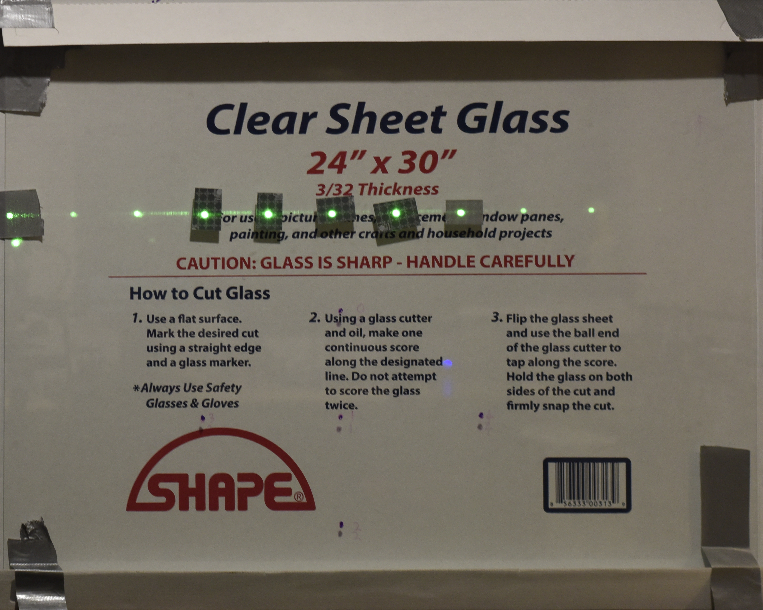 Clear Sheet Glass
24" x 30"
3/32 Thickness
painting, and other crafts and household projects
CAUTION: GLASS IS SHARP - HANDLE CAREFULLY
How to Cut Glass
1. Use a flat surface.
Mark the desired cut
using a straight edge
and a glass marker.
*Always Use Safety
Glasses & Gloves
2. Using a glass cutter
and oil, make one
continuous score
along the designated
line. Do not attempt
to score the glass
twice.
3. Flip the glass sheet
and use the ball end
of the glass cutter to
tap along the score.
Hold the glass on both
sides of the cut and
firmly snap the cut.
SHAPE®